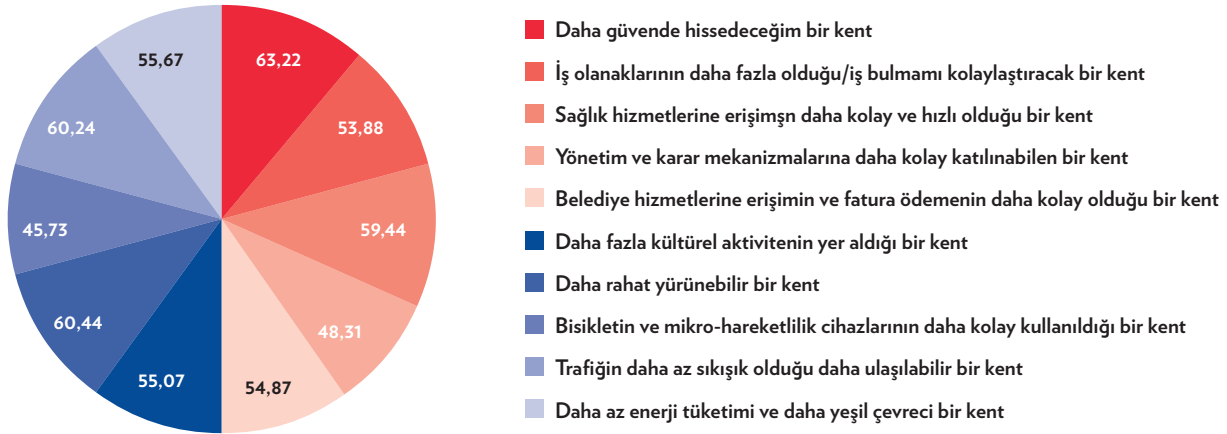 55,67
63,22
60,24
53,88
45,73
59,44
60,44
48,31
55,07
54,87
Daha güvende hissedeceğim bir kent
İş olanaklarının daha fazla olduğu/iş bulmamı kolaylaştıracak bir kent
Sağlık hizmetlerine erişimşn daha kolay ve hızlı olduğu bir kent
Yönetim ve karar mekanizmalarına daha kolay katılınabilen bir kent
Belediye hizmetlerine erişimin ve fatura ödemenin daha kolay olduğu bir kent
Daha fazla kültürel aktivitenin yer aldığı bir kent
Daha rahat yürünebilir bir kent
Bisikletin ve mikro-hareketlilik cihazlarının daha kolay kullanıldığı bir kent
Trafiğin daha az sıkışık olduğu daha ulaşılabilir bir kent
Daha az enerji tüketimi ve daha yeşil çevreci bir kent